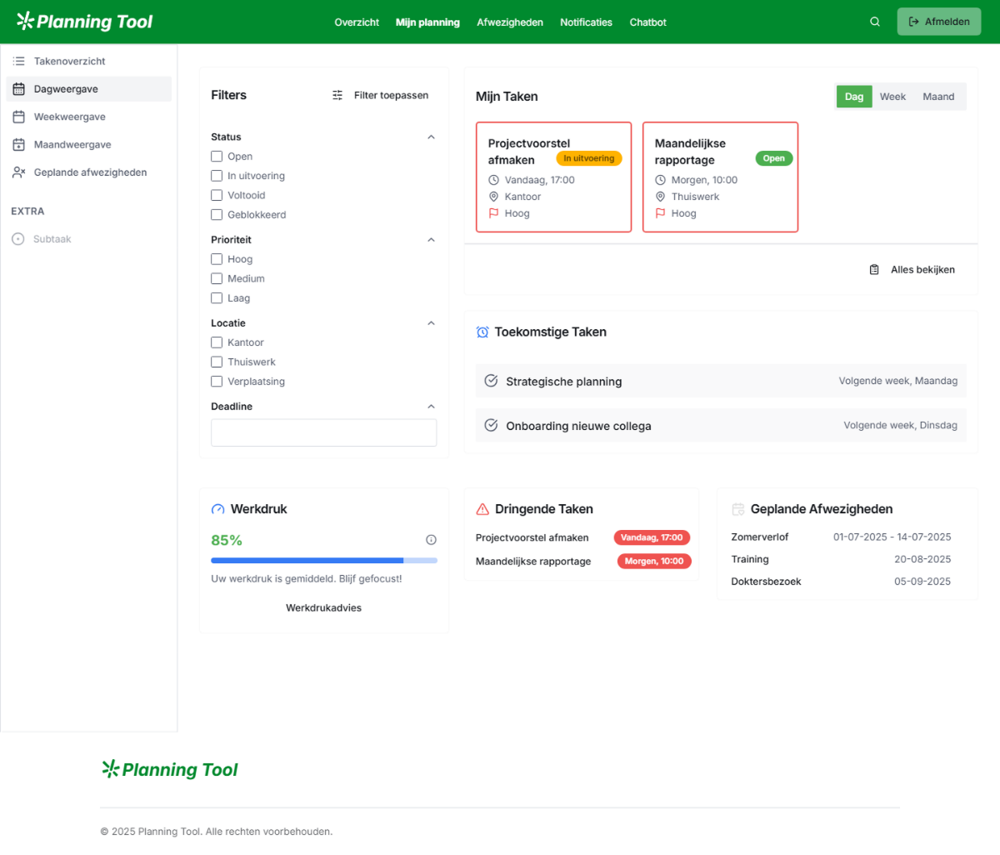 Planning Tool
Overzicht
Mijn planning
Afwezigheden
Notificaties
Chatbot
Afmelden
Takenoverzicht
Dagweergave
Weekweergave
Maandweergave
Geplande afwezigheden
EXTRA
Subtaak
Filters
Filter toepassen
Status
Open
In uitvoering
Voltooid
Geblokkeerd
Prioriteit
Hoog
Medium
Laag
Locatie
Kantoor
Thuiswerk
Verplaatsing
Deadline
Mijn Taken
Dag
Week
Maand
Projectvoorstel
afmaken
In uitvoering
Vandaag, 17:00
Kantoor
Hoog
Maandelijkse
rapportage
Open
Morgen, 10:00
Thuiswerk
Hoog
Alles bekijken
Toekomstige Taken
Strategische planning
Volgende week, Maandag
Onboarding nieuwe collega
Volgende week, Dinsdag
Werkdruk
85%
Uw werkdruk is gemiddeld. Blijf gefocust!
Werkdrukadvies
Dringende Taken
Projectvoorstel afmaken
Vandaag, 17:00
Maandelijkse rapportage
Morgen, 10:00
Geplande Afwezigheden
Zomerverlof
01-07-2025 - 14-07-2025
Training
20-08-2025
Doktersbezoek
05-09-2025
Planning Tool
© 2025 Planning Tool. Alle rechten voorbehouden.